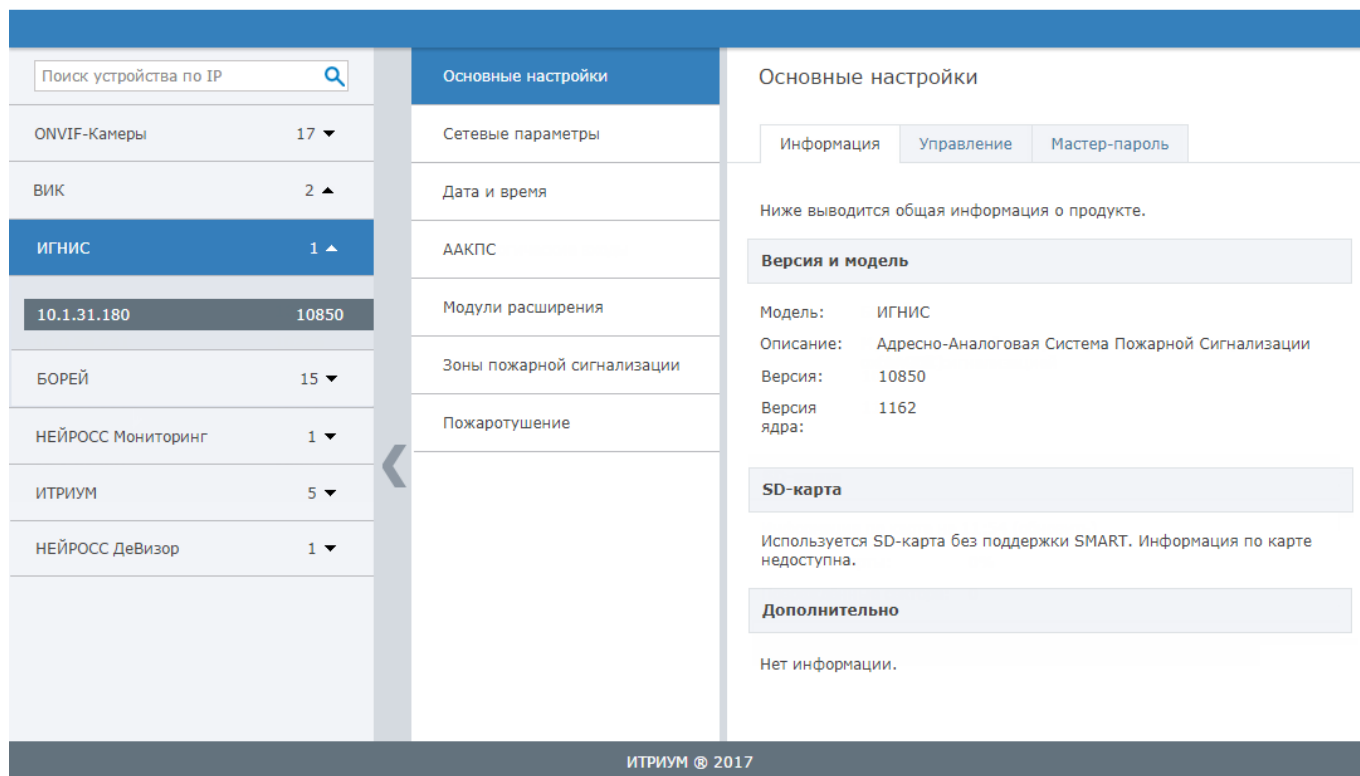 Поиск устройства по IP
ONVIF-Камеры 17
ВИК 2
ИГНИС 1
10.1.31.180 10850
БОРЕЙ 15
НЕЙРОСС Мониторинг 1
ИТРИУМ 5
НЕЙРОСС ДеВизор 1
Основные настройки
Сетевые параметры
Дата и время
ААКПС
Модули расширения
Зоны пожарной сигнализации
Пожаротушение
Основные настройки
Информация Управление Мастер-пароль
Ниже выводится общая информация о продукте.
Версия и модель
Модель: ИГНИС
Описание: Адресно-Аналоговая Система Пожарной Сигнализации
Версия: 10850
Версия 1162
ядра:
SD-карта
Используется SD-карта без поддержки SMART. Информация по карте
недоступна.
Дополнительно
Нет информации.
ИТРИУМ ® 2017